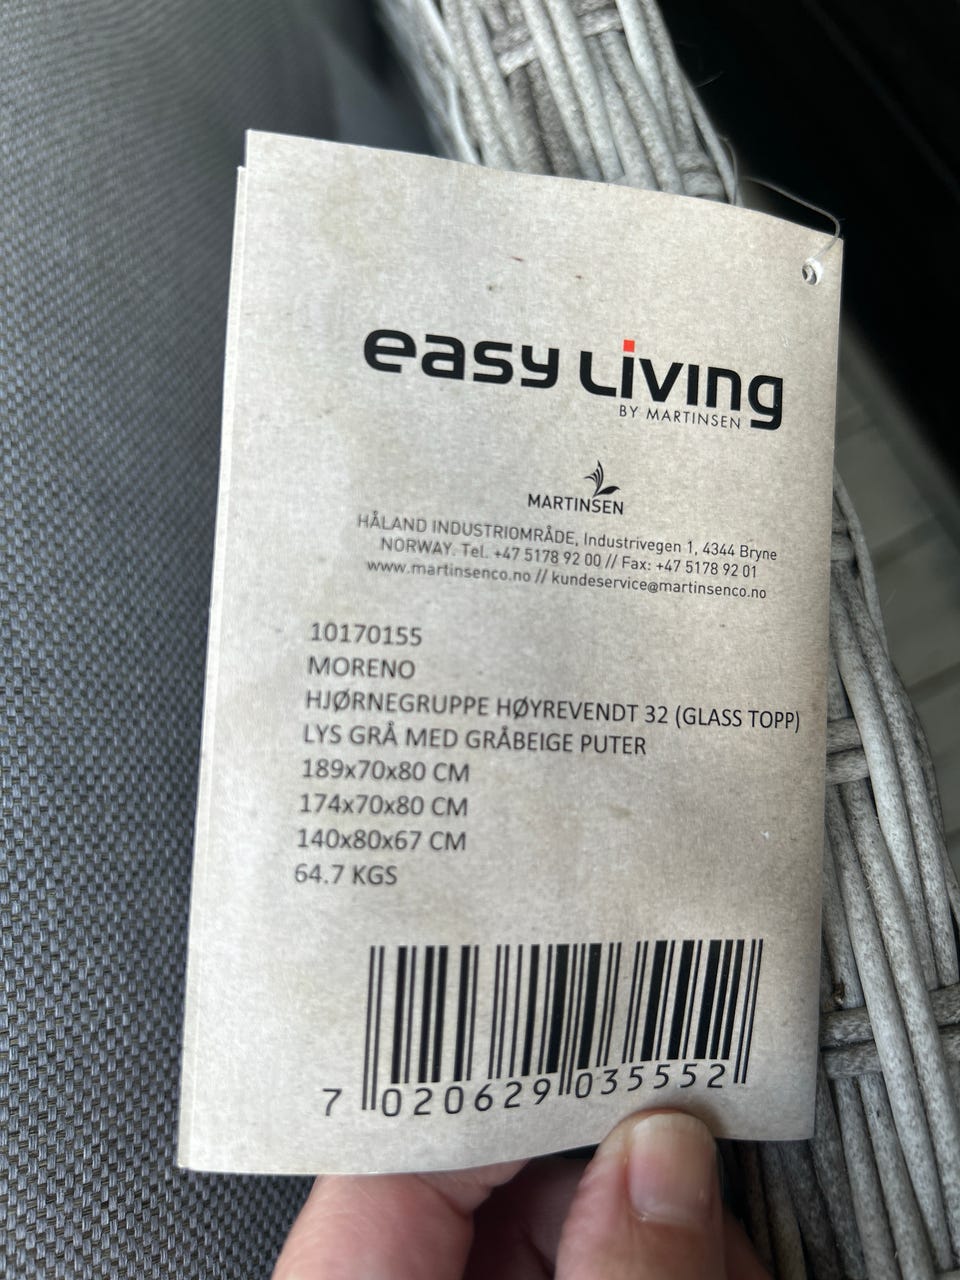 easy Living
BY MARTINSEN
MARTINSEN
HÅLAND INDUSTRIOMRÅDE, Industrivegen 1, 4344 Bryne
NORWAY. Tel. +47 5178 92 00 // Fax: +47 5178 92 01
www.martinsenco.no // kundeservice@martinsenco.no
10170155
MORENO
HJØRNEGRUPPE HØYREVENDT 32 (GLASS TOPP)
LYS GRÅ MED GRÅBEIGE PUTER
189x70x80 CM
174x70x80 CM
140x80x67 CM
64.7 KGS
7 020629 035552